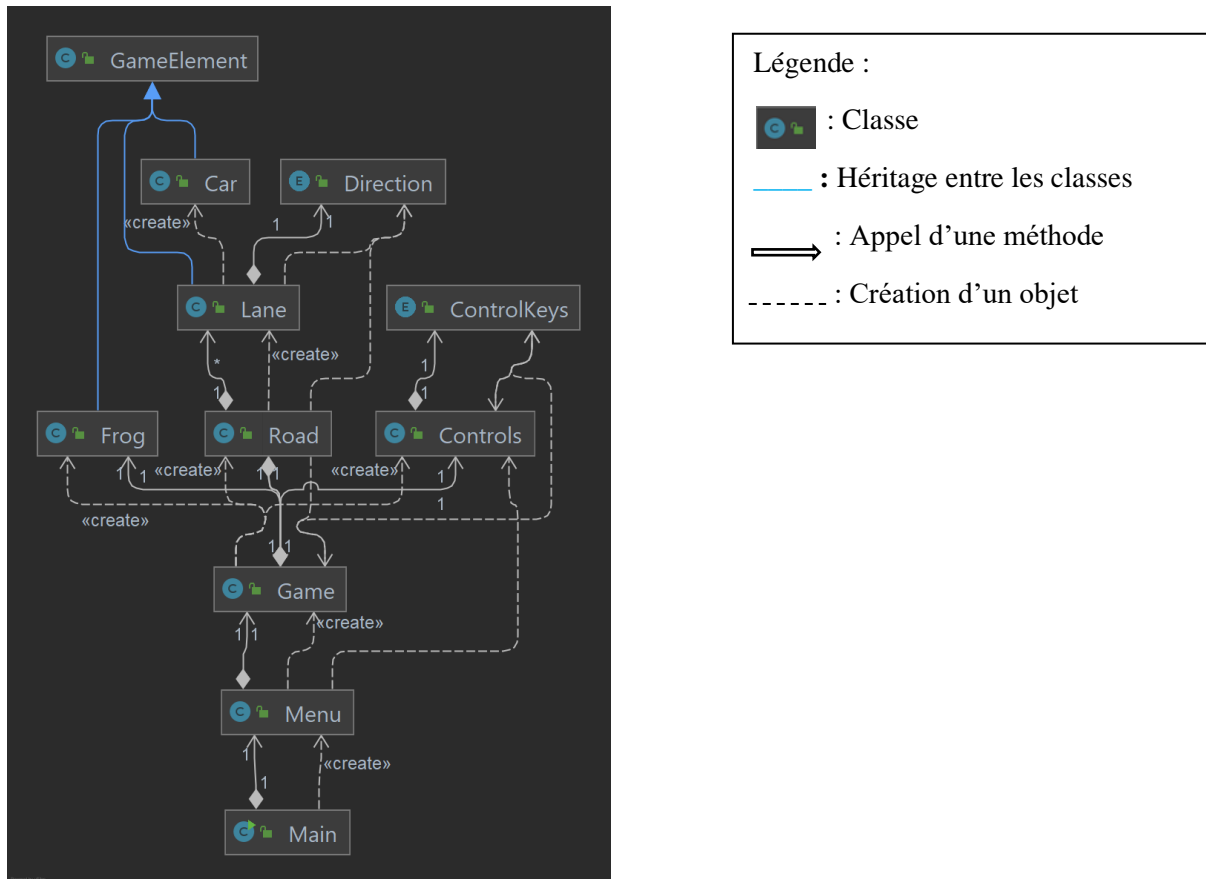 C GameElement
C Car
E Direction
«create»
1
1
C Lane
E ControlKeys
*
1
«create»
1
1
C Frog
C Road
C Controls
1
1
«create»
1
1
«create»
1
1
«create»
1
1
C Game
1
1
«create»
C Menu
1
1
«create»
C Main
Légende :
C : Classe
: Héritage entre les classes
: Appel d’une méthode
: Création d’un objet